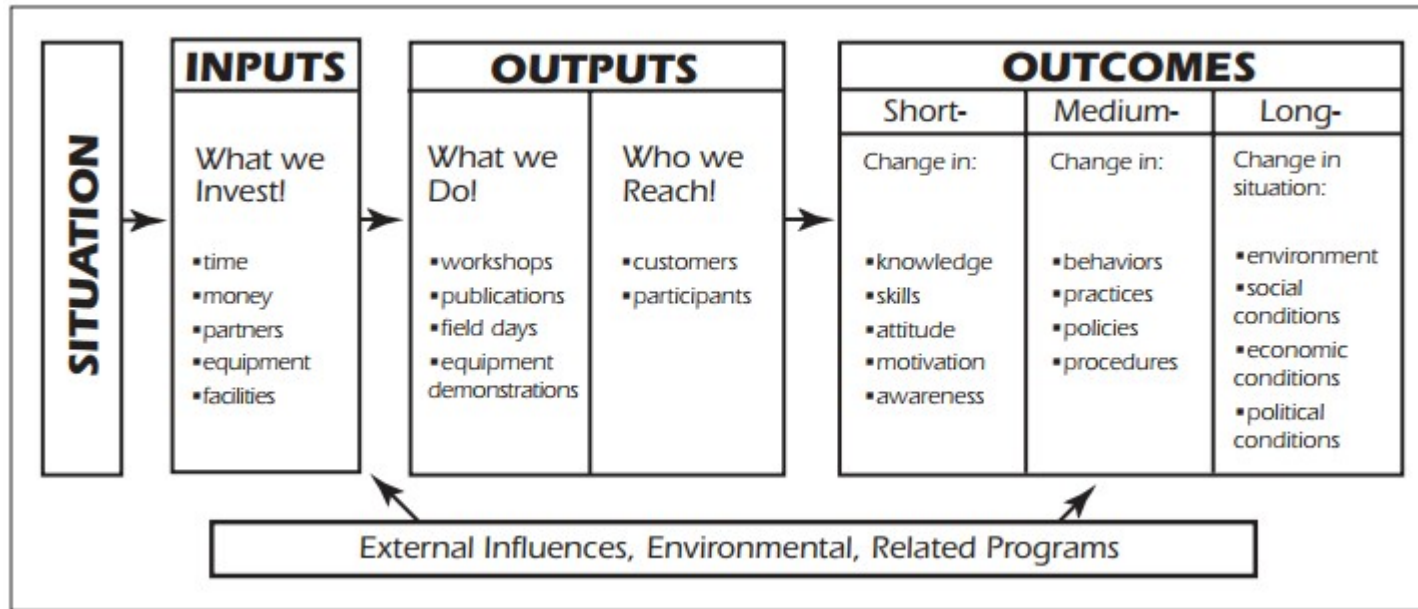 SITUATION
INPUTS
What we
Invest!
▪time
▪money
▪partners
▪equipment
▪facilities
OUTPUTS
What we
Do!
▪workshops
▪publications
▪field days
▪equipment
demonstrations
Who we
Reach!
▪customers
▪participants
OUTCOMES
Short-
Change in:
▪knowledge
▪skills
▪attitude
▪motivation
▪awareness
Medium-
Change in:
▪behaviors
▪practices
▪policies
▪procedures
Long-
Change in
situation:
▪environment
▪social
conditions
▪economic
conditions
▪political
conditions
External Influences, Environmental, Related Programs